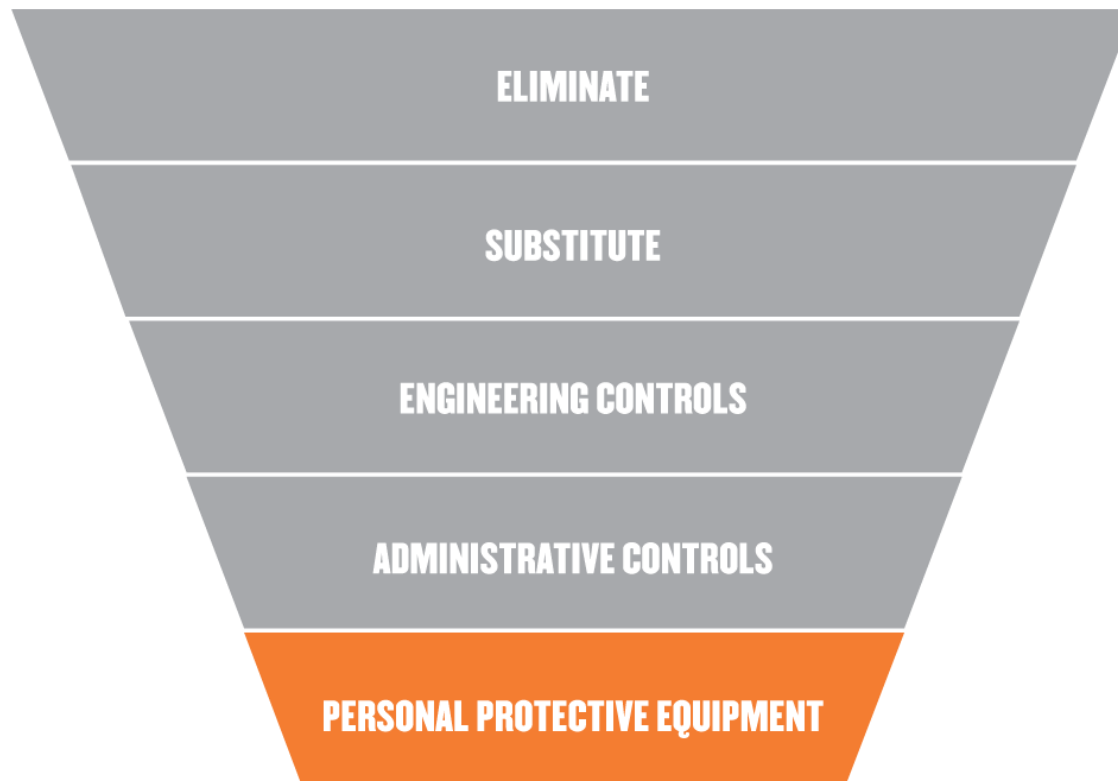 ELIMINATE
SUBSTITUTE
ENGINEERING CONTROLS
ADMINISTRATIVE CONTROLS
PERSONAL PROTECTIVE EQUIPMENT